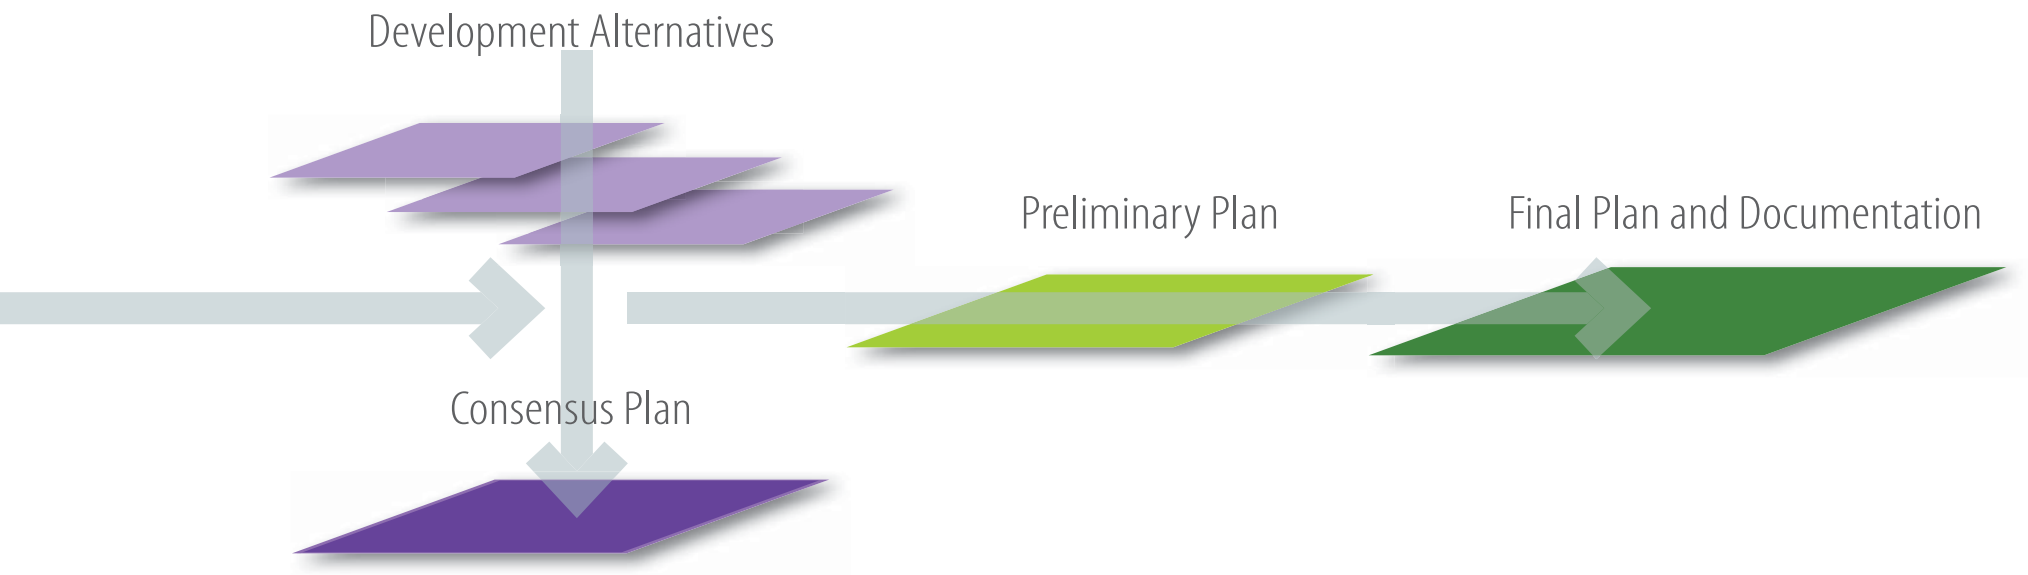 Development Alternatives
Preliminary Plan
Final Plan and Documentation
Consensus Plan